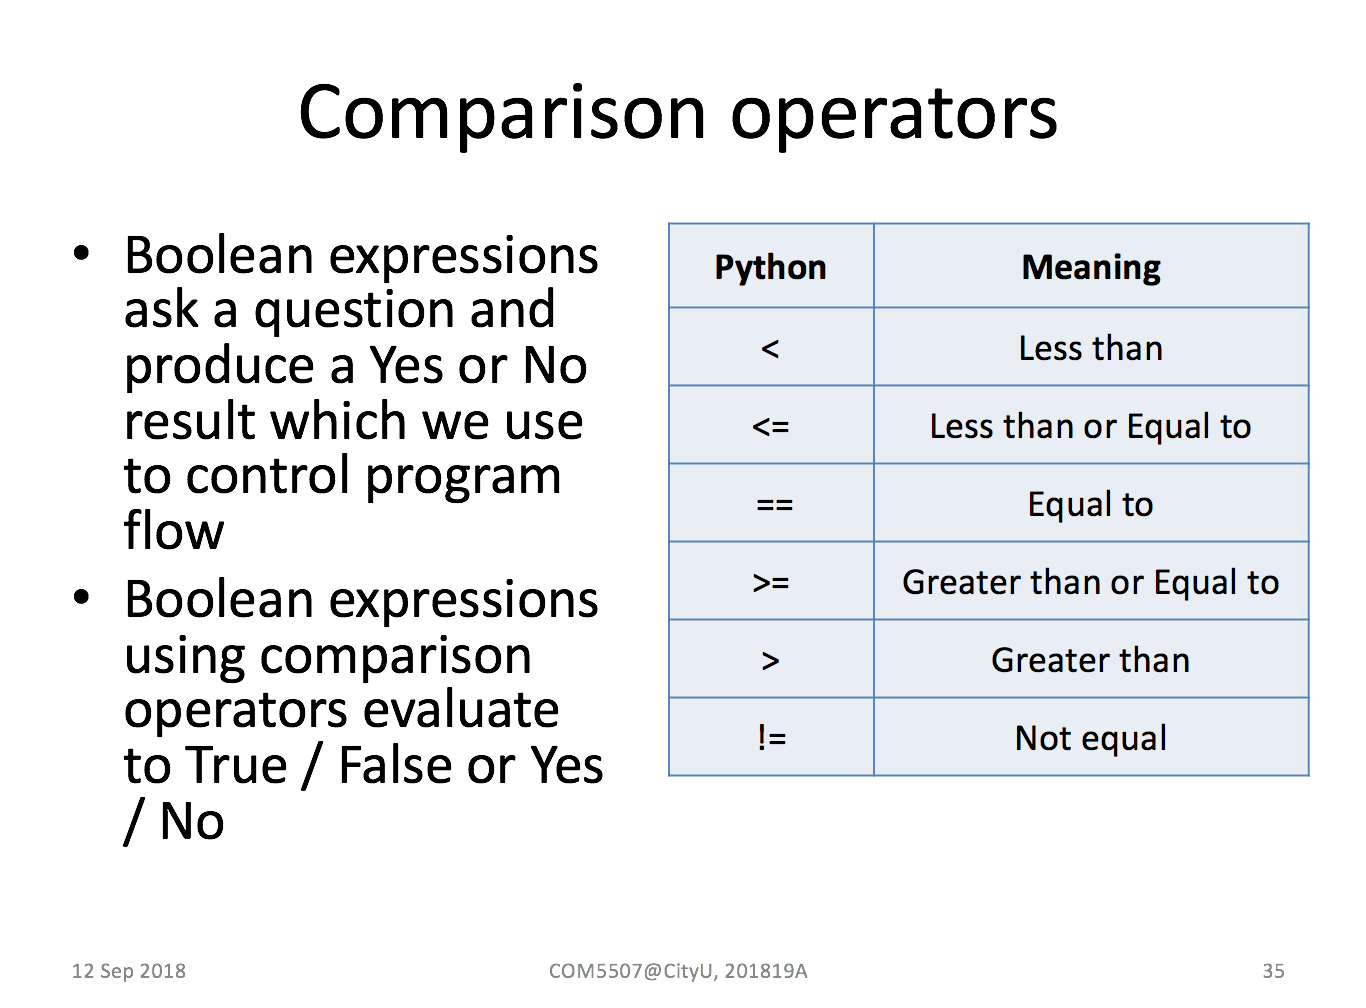 Comparison operators
• Boolean expressions
ask a question and
produce a Yes or No
result which we use
to control program
flow
• Boolean expressions
using comparison
operators evaluate
to True / False or Yes
/ No
Python Meaning
< Less than
<= Less than or Equal to
== Equal to
>= Greater than or Equal to
> Greater than
!= Not equal
12 Sep 2018 COM5507@CityU, 201819A 35